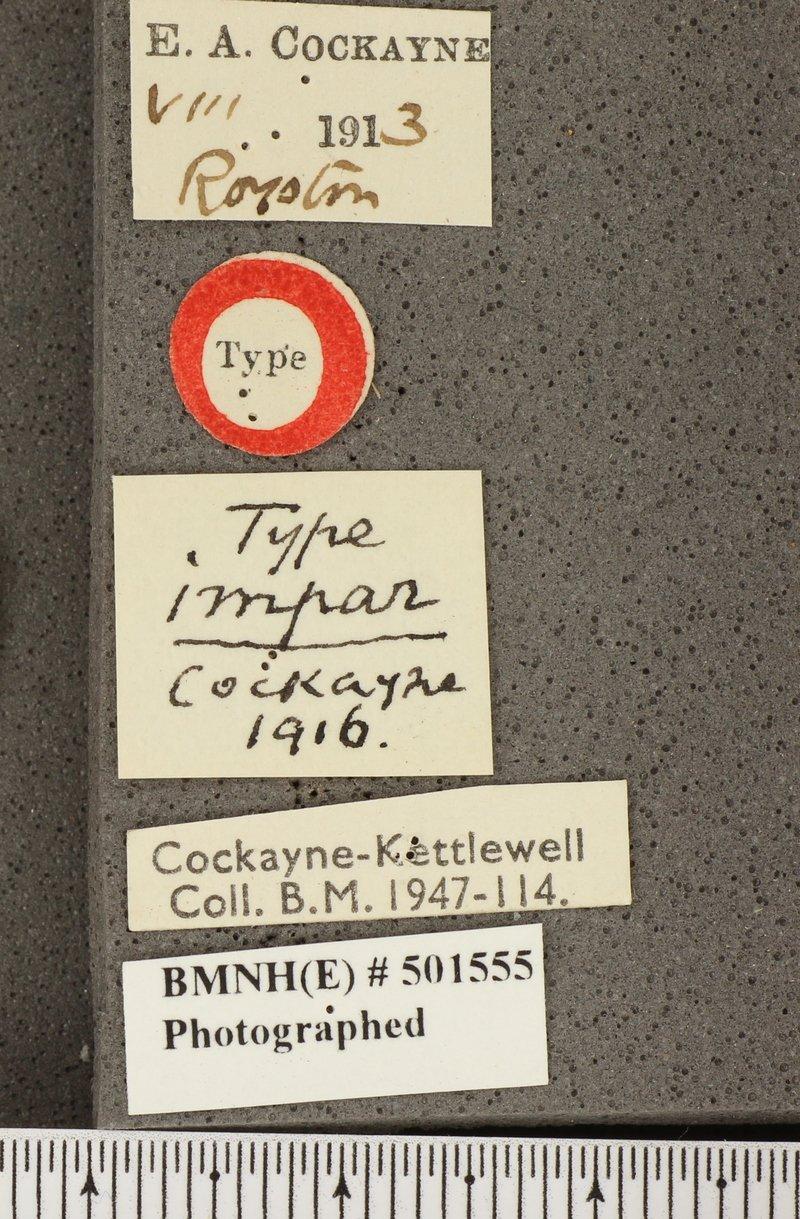 E. A. COCKAYNE
VIII
. . 1913
Royston
Type
Type
impar
Cockayne
1916.
Cockayne-Kettlewell
Coll. B.M. 1947-114.
BMNH(E) # 501555
Photographed